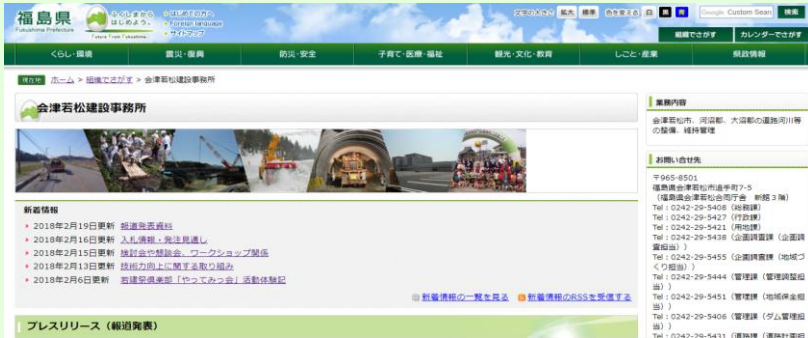 福島県
Fukushima Prefecture
ふくしまから
はじめよう。
Future From Fukushima.
はじめての方へ
Foreign language
サイトマップ
文字の大きさ 拡大 標準 色を変える 白 黒 青
Google Custom Sear 検索
組織でさがす カレンダーでさがす
くらし・環境 震災・復興 防災・安全 子育て・医療・福祉 観光・文化・教育 しごと・産業 県政情報
現在地 ホーム > 組織でさがす > 会津若松建設事務所
会津若松建設事務所
新着情報
2018年2月19日更新 報道発表資料
2018年2月16日更新 入札情報・発注見通し
2018年2月15日更新 検討会や懇談会、ワークショップ関係
2018年2月13日更新 技術力向上に関する取り組み
2018年2月6日更新 若建祭倶楽部「やってみっ会」活動体験記
新着情報の一覧を見る 新着情報のRSSを受信する
プレスリリース(報道発表)
業務内容
会津若松市、河沼郡、大沼郡の道路河川等
の整備、維持管理
お問い合せ先
〒965-8501
福島県会津若松市追手町7-5
(福島県会津若松合同庁舎 新館3階)
Tel:0242-29-5408(総務課)
Tel:0242-29-5427(行政課)
Tel:0242-29-5421(用地課)
Tel:0242-29-5438(企画調査課(企画調
査担当))
Tel:0242-29-5455(企画調査課(地域づ
くり担当))
Tel:0242-29-5444(管理課(管理調整担
当))
Tel:0242-29-5451(管理課(地域保全担
当))
Tel:0242-29-5406(管理課(ダム管理担
当))
Tel:0242-29-5431(道路課(道路計画担